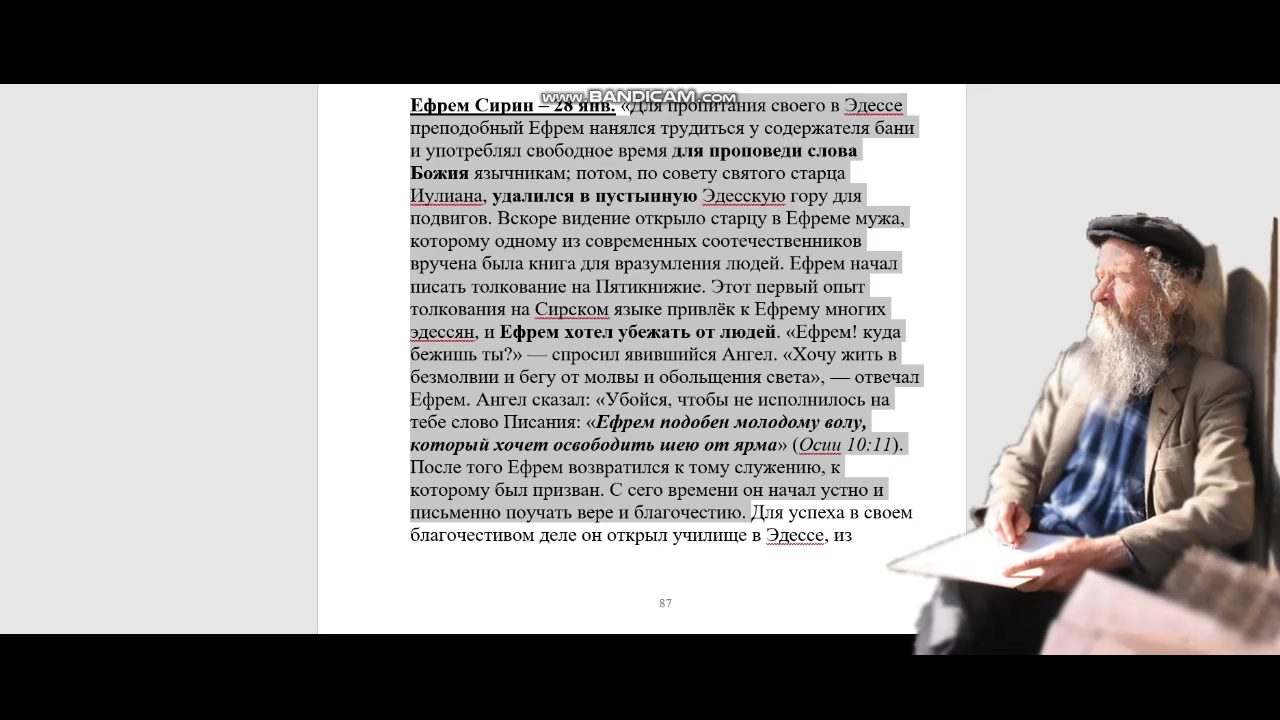 www.BANDICAM.com
Ефрем Сирин – 28 янв. «Для пропитания своего в Эдессе
преподобный Ефрем нанялся трудиться у содержателя бани
и употреблял свободное время для проповеди слова
Божия язычникам; потом, по совету святого старца
Иулиана, удалился в пустынную Эдесскую гору для
подвигов. Вскоре видение открыло старцу в Ефреме мужа,
которому одному из современных соотечественников
вручена была книга для вразумления людей. Ефрем начал
писать толкование на Пятикнижие. Этот первый опыт
толкования на Сирском языке привлёк к Ефрему многих
эдессян, и Ефрем хотел убежать от людей. «Ефрем! куда
бежишь ты?» — спросил явившийся Ангел. «Хочу жить в
безмолвии и бегу от молвы и обольщения света», — отвечал
Ефрем. Ангел сказал: «Убойся, чтобы не исполнилось на
тебе слово Писания: «Ефрем подобен молодому волу,
который хочет освободить шею от ярма» (Осии 10:11).
После того Ефрем возвратился к тому служению, к
которому был призван. С сего времени он начал устно и
письменно поучать вере и благочестию. Для успеха в своем
благочестивом деле он открыл училище в Эдессе, из
87